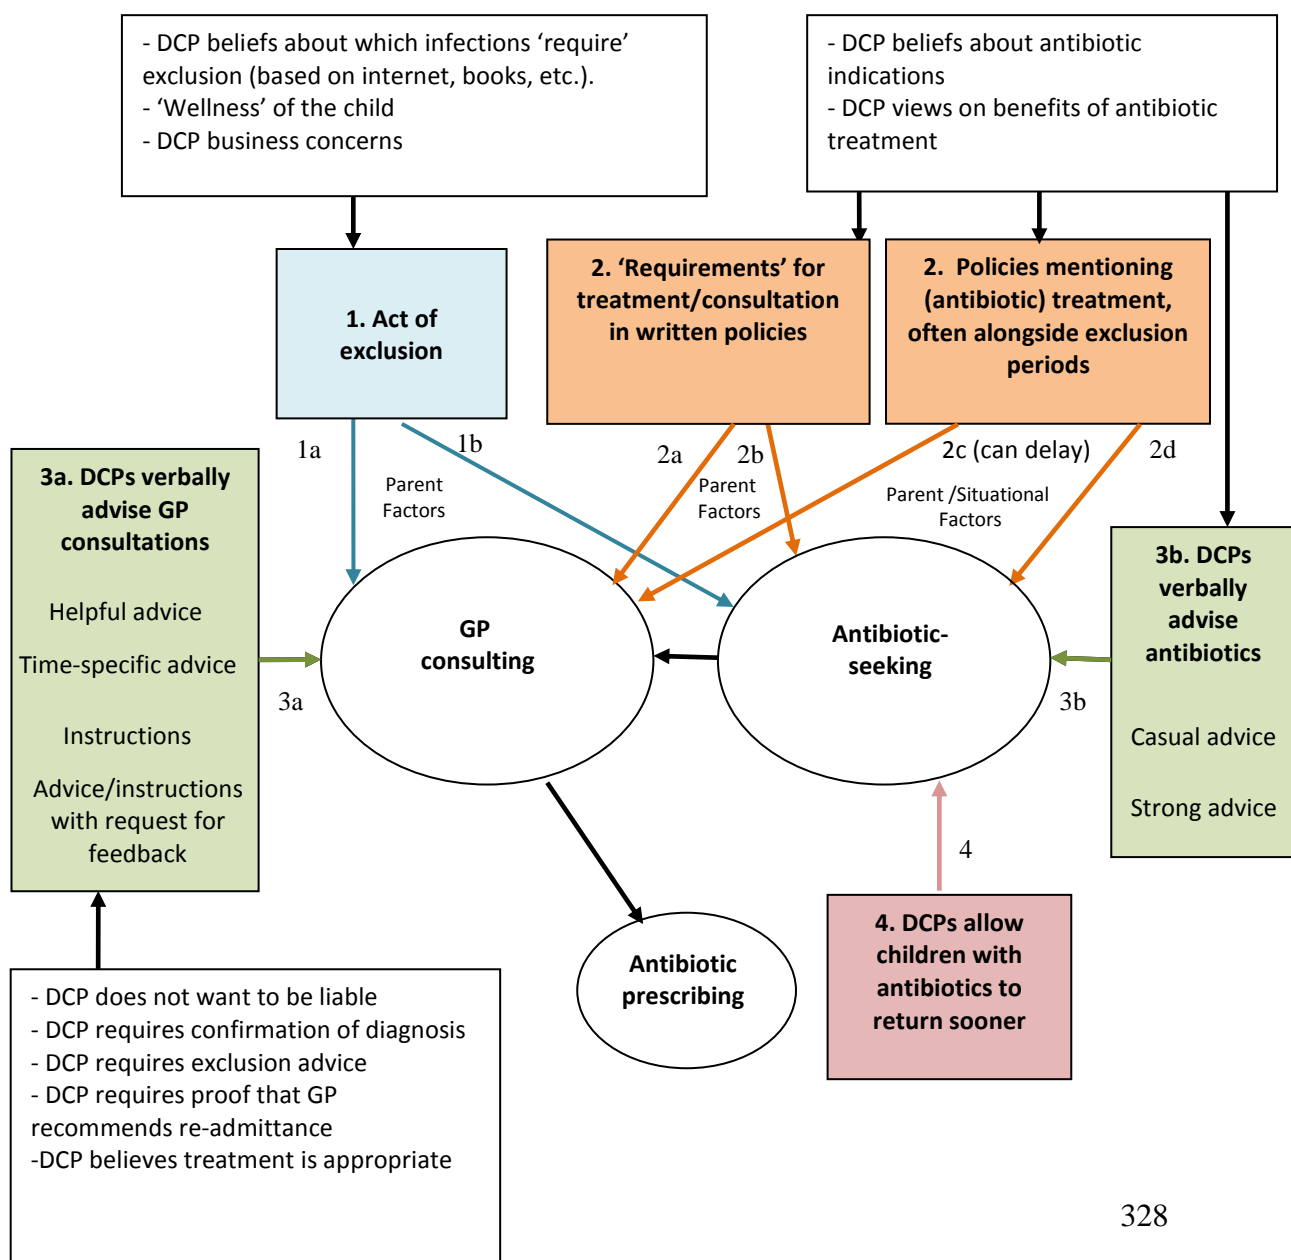 - DCP beliefs about which infections ‘require’
exclusion (based on internet, books, etc.).
- ‘Wellness’ of the child
- DCP business concerns
- DCP beliefs about antibiotic
indications
- DCP views on benefits of antibiotic
treatment
1. Act of
exclusion
2. ‘Requirements’ for
treatment/consultation
in written policies
2. Policies mentioning
(antibiotic) treatment,
often alongside exclusion
periods
1a
1b
2a
2b
2c (can delay)
2d
Parent
Factors
Parent
Factors
Parent /Situational
Factors
3a. DCPs verbally
advise GP
consultations
Helpful advice
Time-specific advice
Instructions
Advice/instructions
with request for
feedback
3a
GP
consulting
Antibiotic-
seeking
3b
3b. DCPs
verbally
advise
antibiotics
Casual advice
Strong advice
4
Antibiotic
prescribing
4. DCPs allow
children with
antibiotics to
return sooner
- DCP does not want to be liable
- DCP requires confirmation of diagnosis
- DCP requires exclusion advice
- DCP requires proof that GP
recommends re-admittance
-DCP believes treatment is appropriate
328